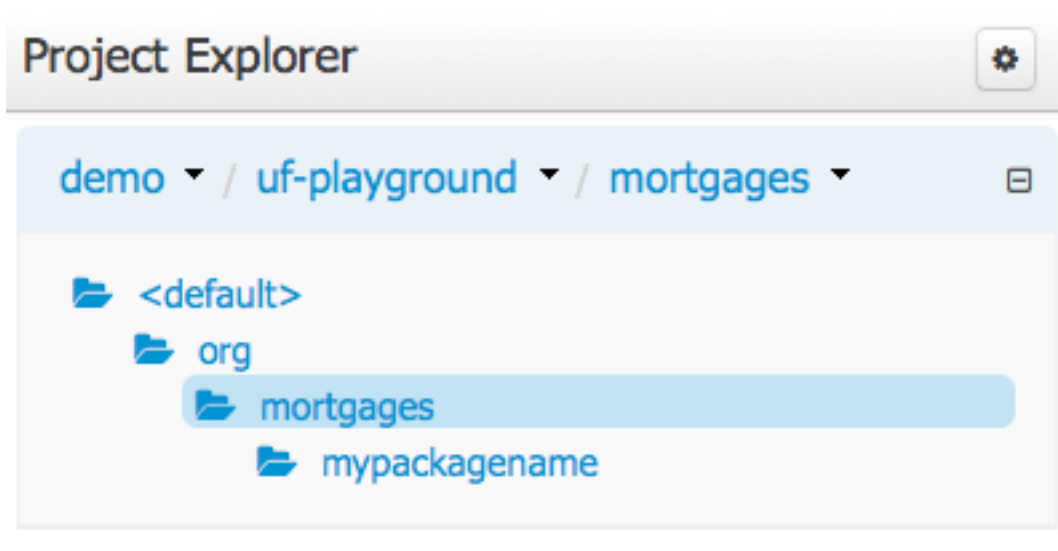 Project Explorer
demo / uf-playground / mortgages
<default>
org
mortgages
mypackagename